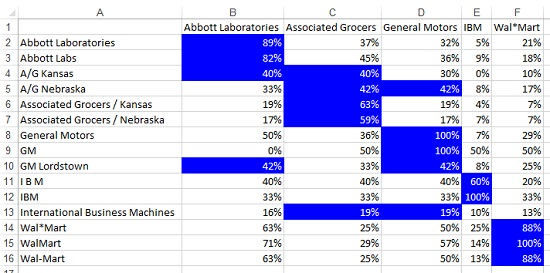 A B C D E F
1 Abbott Laboratories Associated Grocers General Motors IBM Wal*Mart
2 Abbott Laboratories 89% 37% 32% 5% 21%
3 Abbott Labs 82% 45% 36% 9% 18%
4 A/G Kansas 40% 40% 30% 0% 10%
5 A/G Nebraska 33% 42% 42% 8% 17%
6 Associated Grocers / Kansas 19% 63% 19% 4% 7%
7 Associated Grocers / Nebraska 17% 59% 17% 7% 7%
8 General Motors 50% 36% 100% 7% 29%
9 GM 0% 50% 100% 50% 50%
10 GM Lordstown 42% 33% 42% 8% 25%
11 I B M 40% 40% 40% 60% 20%
12 IBM 33% 33% 33% 100% 33%
13 International Business Machines 16% 19% 19% 10% 13%
14 Wal*Mart 63% 25% 50% 25% 88%
15 WalMart 71% 29% 57% 14% 100%
16 Wal-Mart 63% 25% 50% 13% 88%